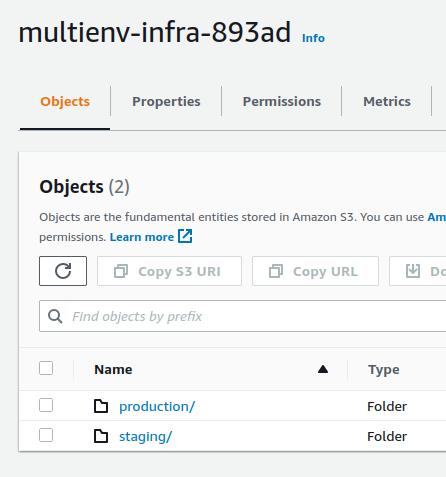 multienv-infra-893ad Info
Objects Properties Permissions Metrics
Objects (2)
Objects are the fundamental entities stored in Amazon S3. You can use Am
permissions. Learn more
Copy S3 URI Copy URL Do
Find objects by prefix
Name Type
production/ Folder
staging/ Folder